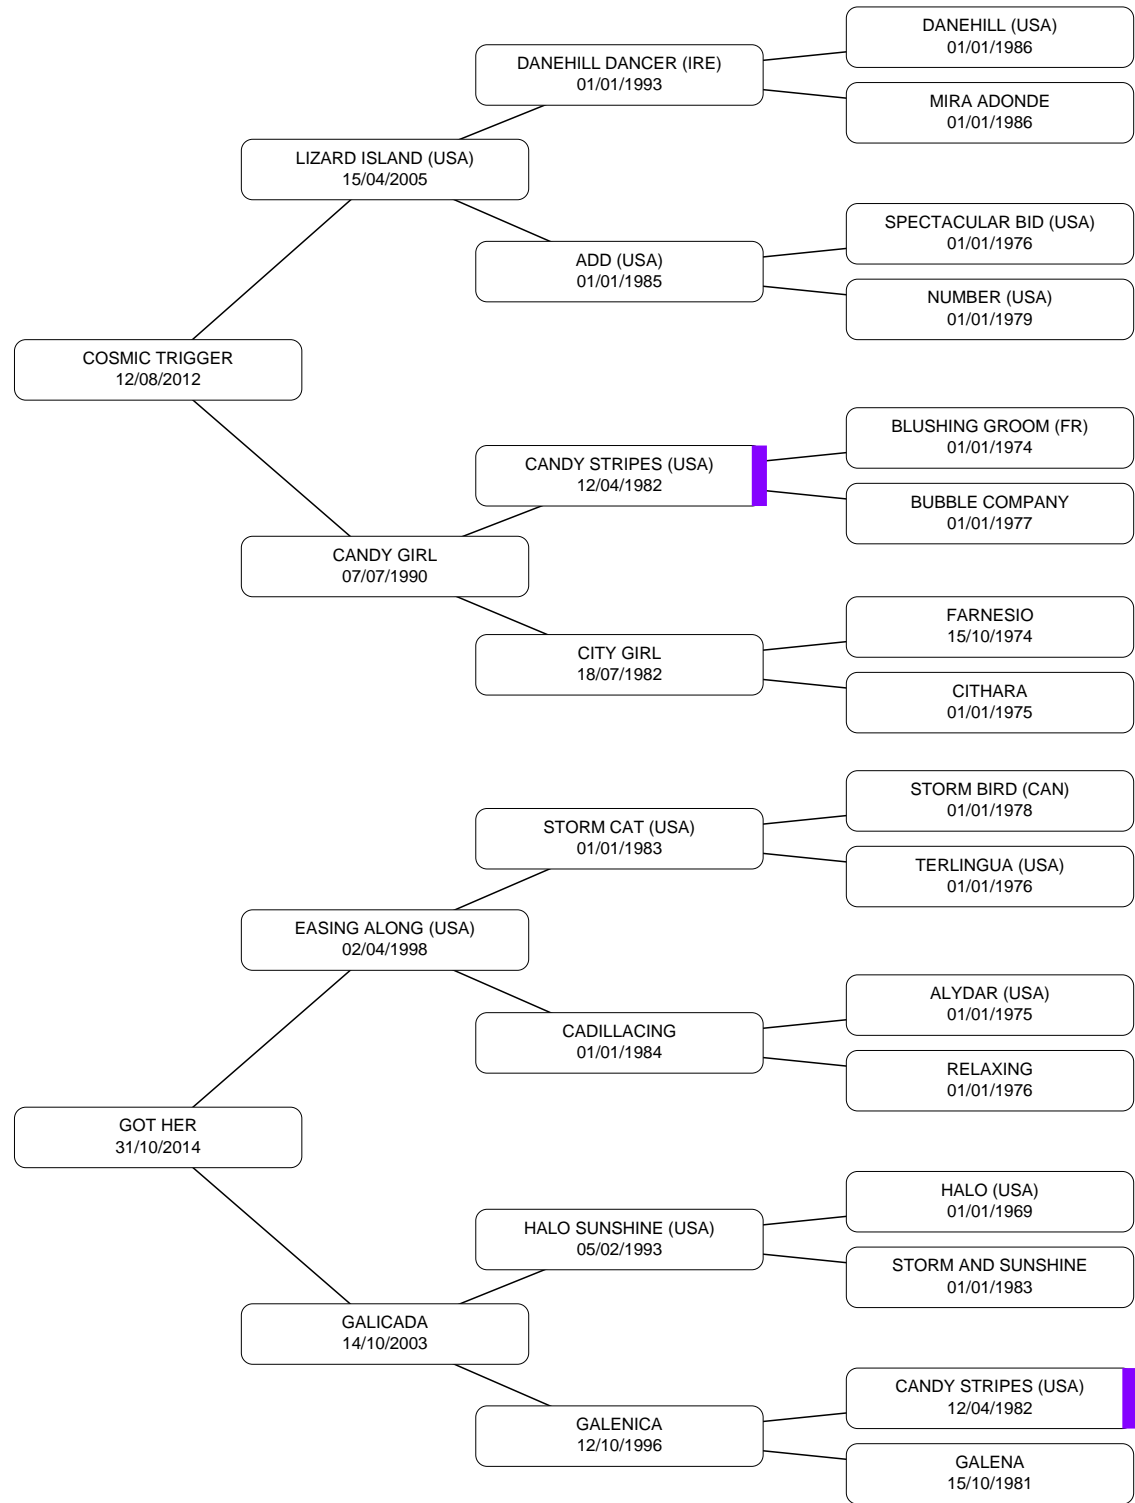 DANEHILL (USA)
01/01/1986
DANEHILL DANCER (IRE)
01/01/1993
MIRA ADONDE
01/01/1986
LIZARD ISLAND (USA)
15/04/2005
SPECTACULAR BID (USA)
01/01/1976
ADD (USA)
01/01/1985
NUMBER (USA)
01/01/1979
COSMIC TRIGGER
12/08/2012
BLUSHING GROOM (FR)
01/01/1974
CANDY STRIPES (USA)
12/04/1982
BUBBLE COMPANY
01/01/1977
CANDY GIRL
07/07/1990
FARNESIO
15/10/1974
CITY GIRL
18/07/1982
CITHARA
01/01/1975
STORM BIRD (CAN)
01/01/1978
STORM CAT (USA)
01/01/1983
TERLINGUA (USA)
01/01/1976
EASING ALONG (USA)
02/04/1998
ALYDAR (USA)
01/01/1975
CADILLACING
01/01/1984
RELAXING
01/01/1976
GOT HER
31/10/2014
HALO (USA)
01/01/1969
HALO SUNSHINE (USA)
05/02/1993
STORM AND SUNSHINE
01/01/1983
GALICADA
14/10/2003
CANDY STRIPES (USA)
12/04/1982
GALENICA
12/10/1996
GALENA
15/10/1981